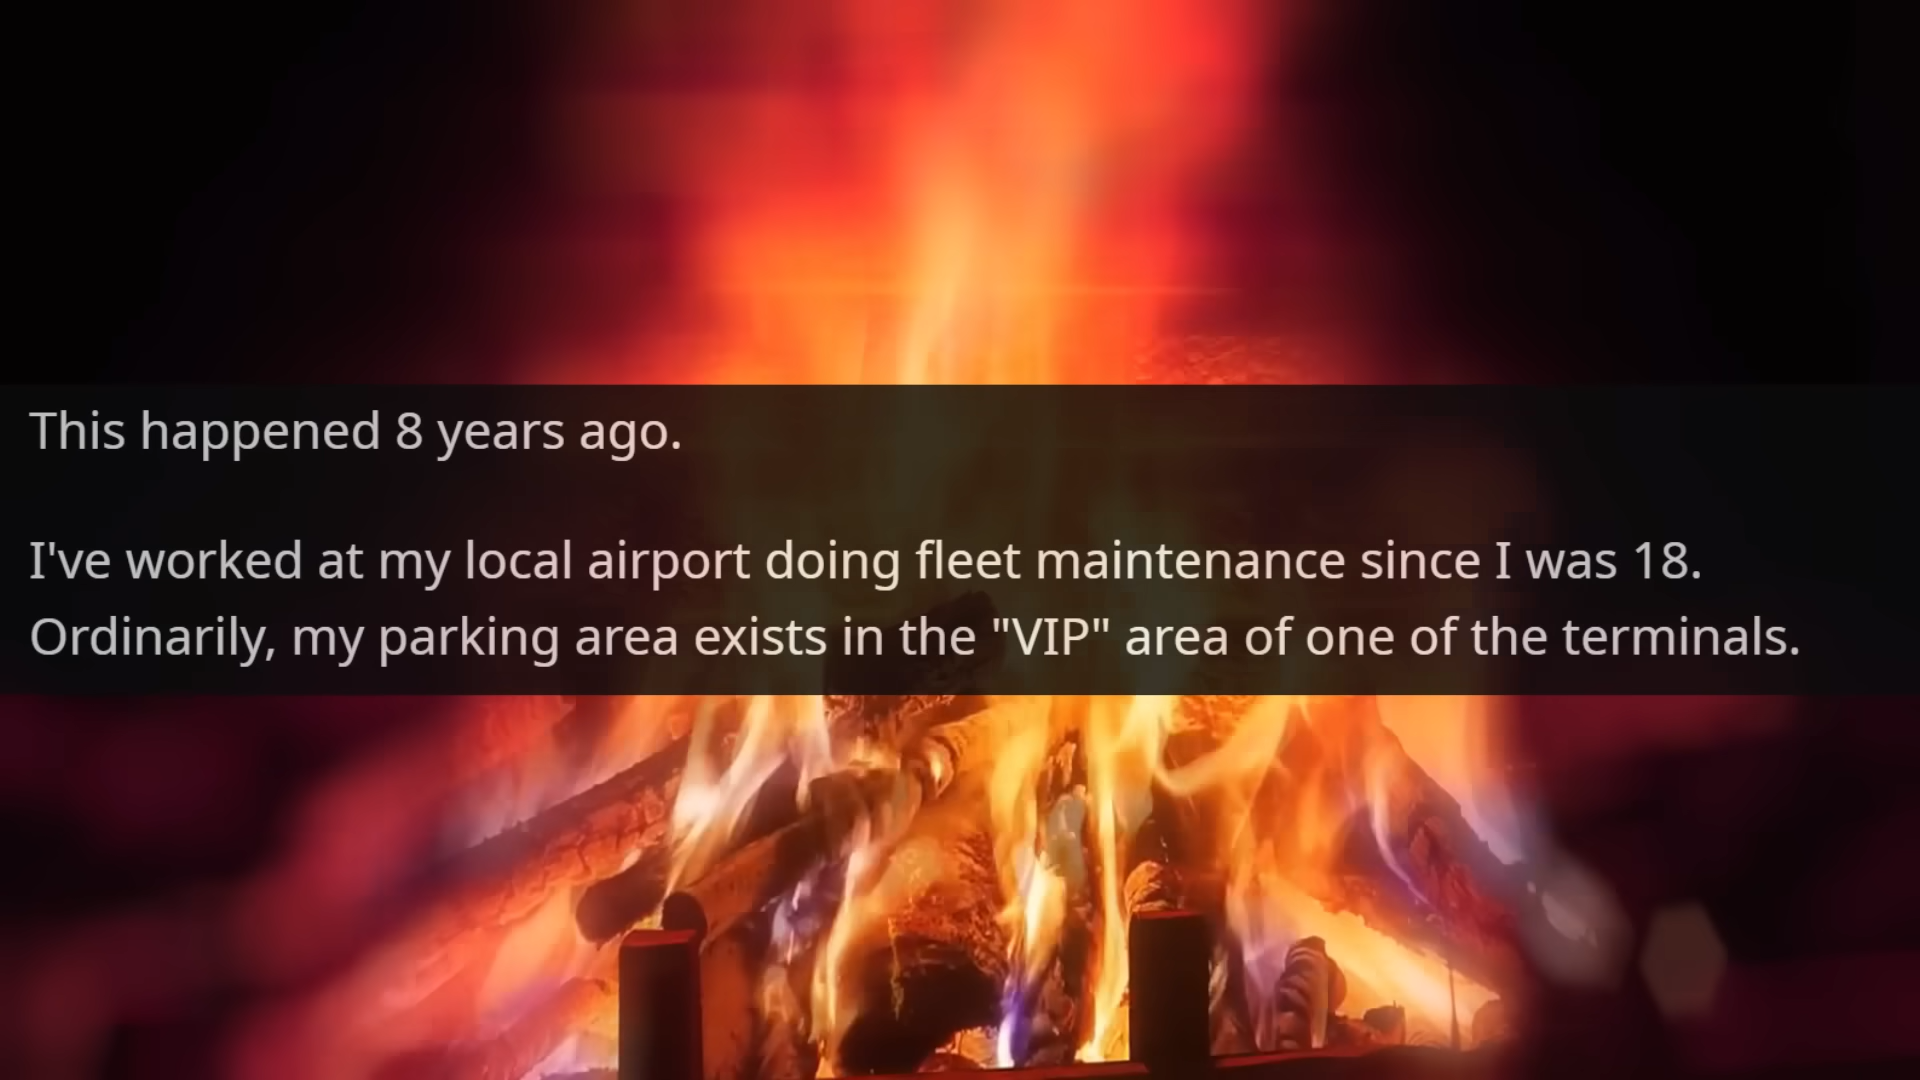 This happened 8 years ago.
I've worked at my local airport doing fleet maintenance since I was 18.
Ordinarily, my parking area exists in the "VIP" area of one of the terminals.